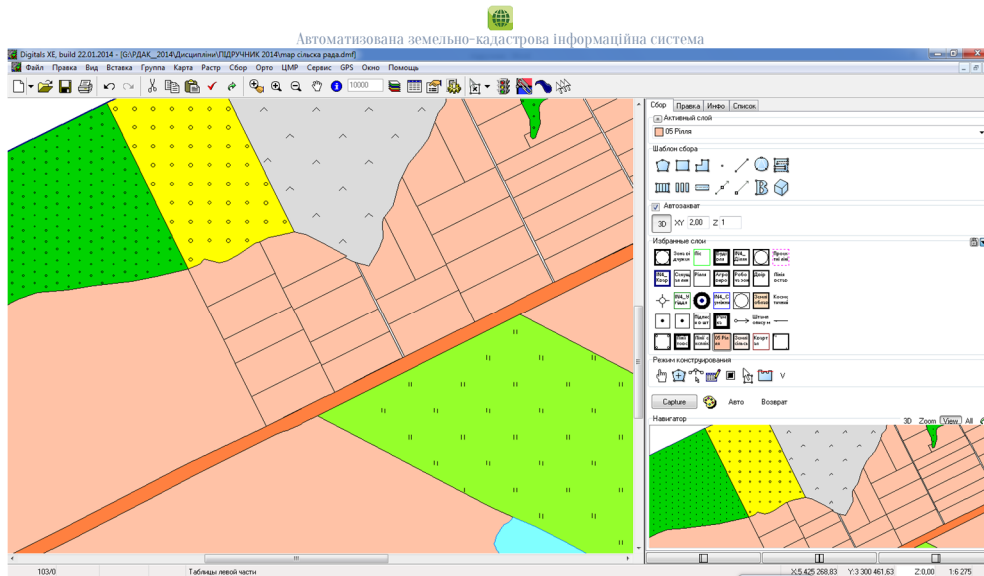 Автоматизована земельно-кадастрова інформаційна система
Digitals XE, build 22.01.2014 - [G:\РДАК_2014\Дисципліни\ПІДРУЧНИК 2014\map сільска рада.dmf]
Файл Правка Вид Вставка Группа Карта Растр Сбор Орто ЦМР Сервис GPS Окно Помощь
10000
Сбор Правка Инфо Список
Активный слой
05 Рілля
Шаблон сбора
Автозахват
3D XY 2,00 Z 1
Избранные слои
05 Рі
Режим конструирования
V
Capture Авто Возврат
Навигатор 3D Zoom View All
103/0 Таблицы левой части X:5 425 268,83 Y:3 300 461,63 Z:0,00 1:6 275